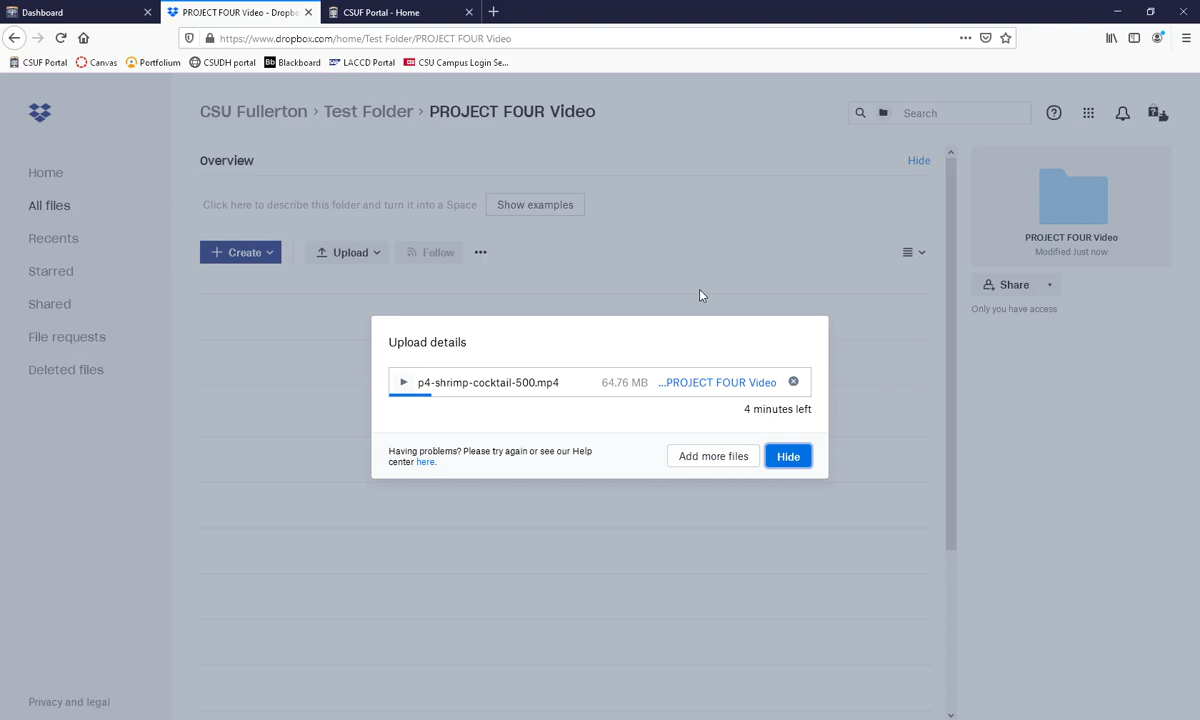 Dashboard
PROJECT FOUR Video - Dropbo
CSUF Portal - Home
https://www.dropbox.com/home/Test Folder/PROJECT FOUR Video
CSUF Portal
Canvas
Portfolium
CSUDH portal
Bb Blackboard
LACCD Portal
CSU Campus Login Se...
CSU Fullerton › Test Folder › PROJECT FOUR Video
Search
Overview
Hide
Home
All files
Recents
Starred
Shared
File requests
Deleted files
Click here to describe this folder and turn it into a Space
Show examples
Create
Upload
Follow
PROJECT FOUR Video
Modified Just now
Share
Only you have access
Upload details
p4-shrimp-cocktail-500.mp4 64.76 MB ...PROJECT FOUR Video
4 minutes left
Having problems? Please try again or see our Help
center here.
Add more files
Hide
Privacy and legal